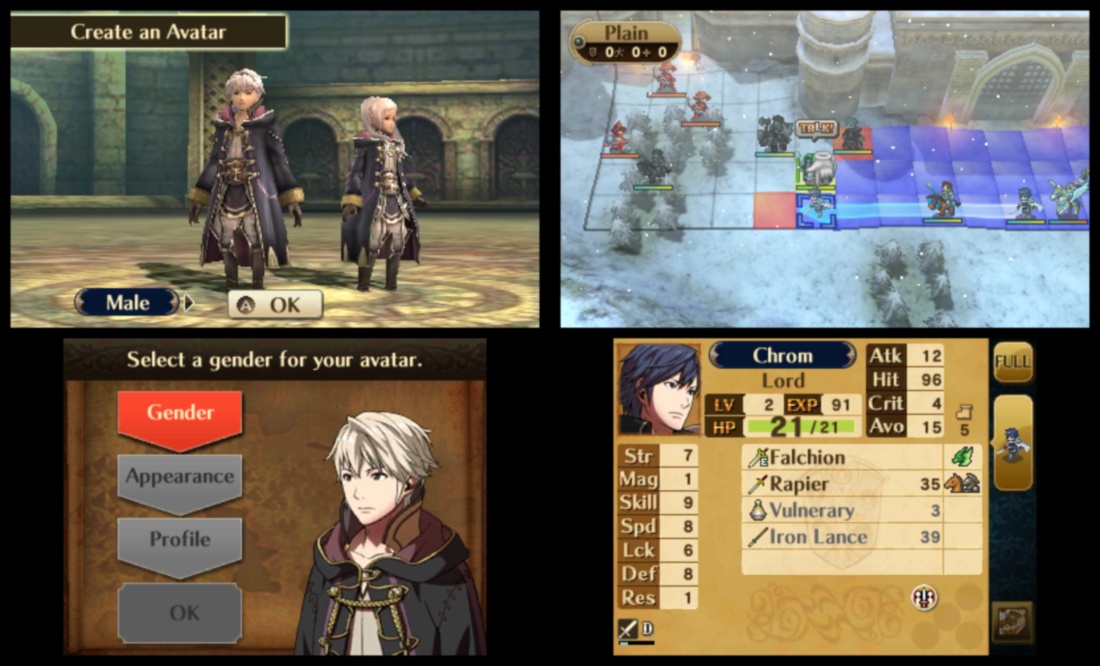 Create an Avatar
Male
A OK
Plain
0 0 0
TALK!
Select a gender for your avatar.
Gender
Appearance
Profile
OK
Chrom
Lord
LV 2 EXP 91
HP 21/21
Atk 12
Hit 96
Crit 4
Avo 15
5
FULL
Str 7
Mag 1
Skill 9
Spd 8
Lck 6
Def 8
Res 1
D
E Falchion
Rapier 35
Vulnerary 3
Iron Lance 39